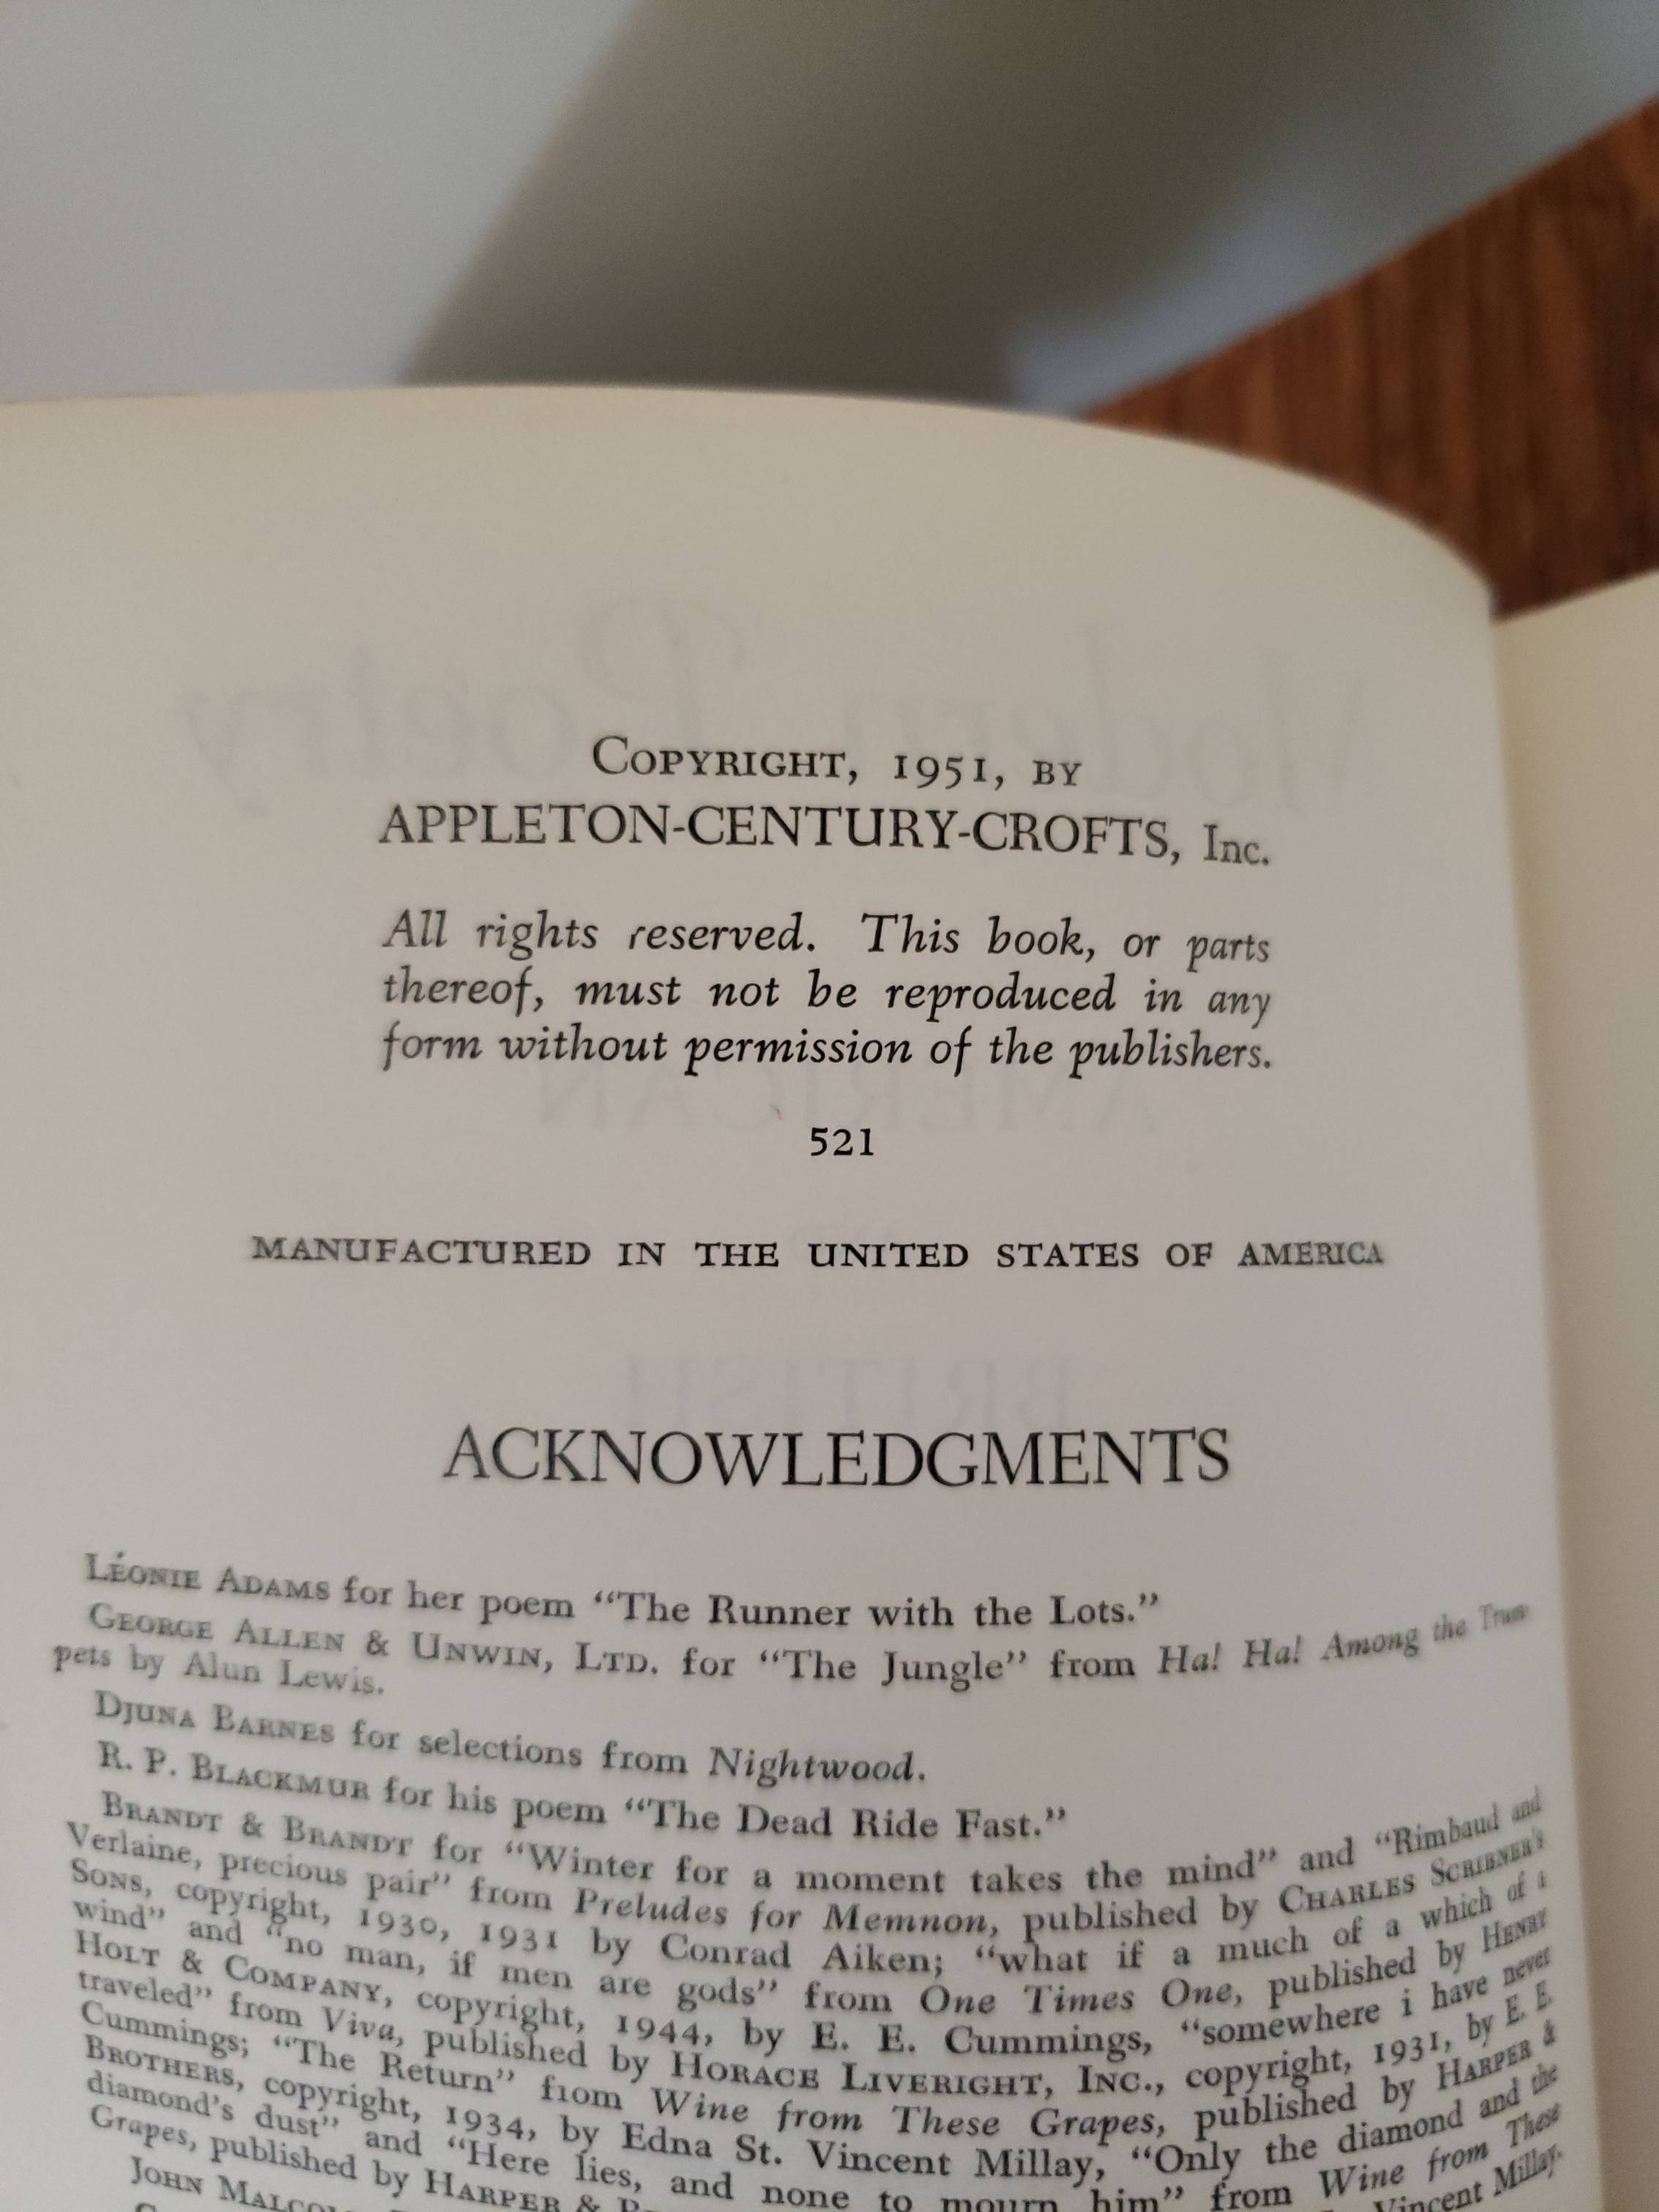 COPYRIGHT, 1951, BY
APPLETON-CENTURY-CROFTS, Inc.
All rights reserved. This book, or parts
thereof, must not be reproduced in any
form without permission of the publishers.
521
MANUFACTURED IN THE UNITED STATES OF AMERICA
ACKNOWLEDGMENTS
LÉONIE ADAMS for her poem “The Runner with the Lots.”
GEORGE ALLEN & UNWIN, LTD. for “The Jungle” from Ha! Ha! Among the Trum-
pets by Alun Lewis.
DJUNA BARNES for selections from Nightwood.
R. P. BLACKMUR for his poem “The Dead Ride Fast.”
BRANDT & BRANDT for “Winter for a moment takes the mind” and “Rimbaud and
Verlaine, precious pair” from Preludes for Memnon, published by CHARLES SCRIBNER'S
SONS, copyright, 1930, 1931 by Conrad Aiken; “what if a much of a which of a
wind” and “no man, if men are gods” from One Times One, published by HENRY
HOLT & COMPANY, copyright, 1944, by E. E. Cummings, “somewhere i have never
traveled” from Viva, published by HORACE LIVERIGHT, INC., copyright, 1931, by E. E.
Cummings; “The Return” from Wine from These Grapes, published by HARPER &
BROTHERS, copyright, 1934, by Edna St. Vincent Millay, “Only the diamond and the
diamond's dust” and “Here lies, and none to mourn him” from Wine from These
Grapes, published by HARPER & Vincent Millay.
JOHN